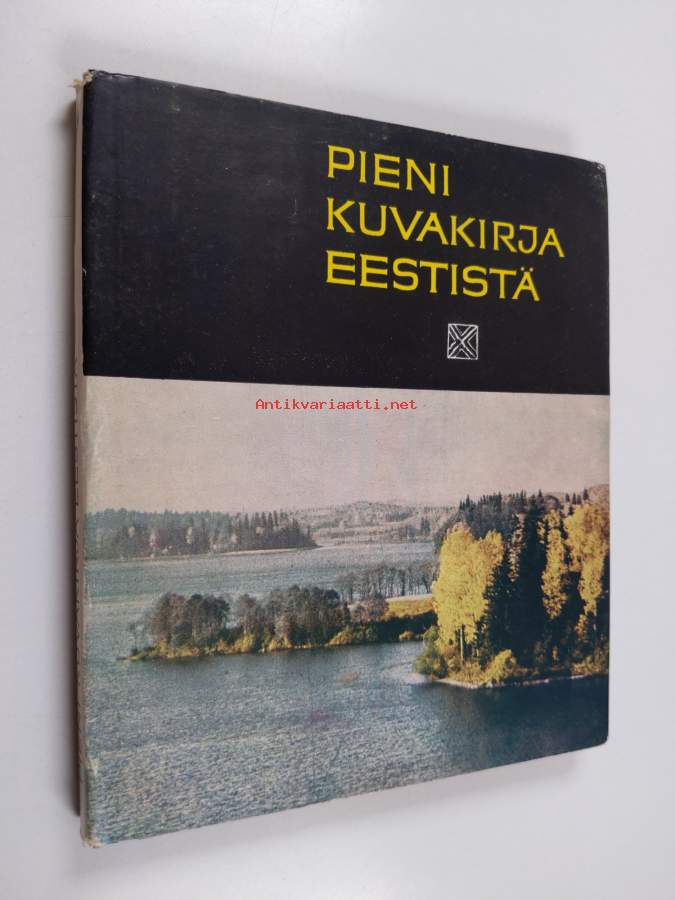 PIENI
KUVAKIRJA
EESTISTÄ
Antikvariaatti.net